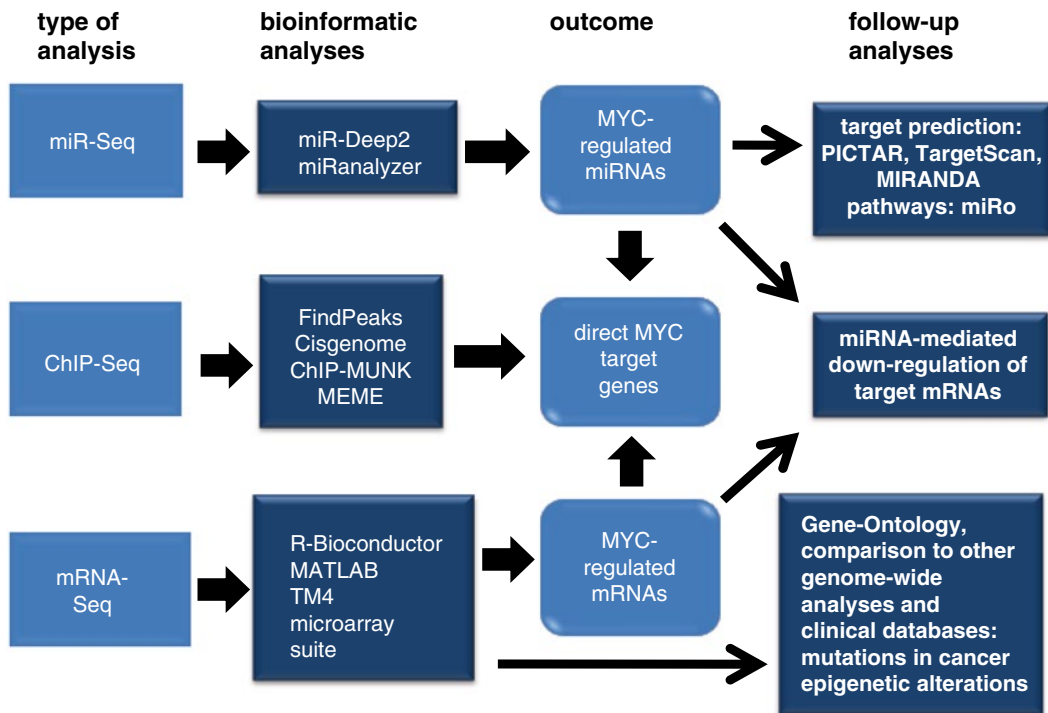 type of
analysis
bioinformatic
analyses
outcome
follow-up
analyses
miR-Seq
miR-Deep2
miRanalyzer
MYC-
regulated
miRNAs
target prediction:
PICTAR, TargetScan,
MIRANDA
pathways: miRo
ChIP-Seq
FindPeaks
Cisgenome
ChIP-MUNK
MEME
direct MYC
target
genes
miRNA-mediated
down-regulation of
target mRNAs
mRNA-
Seq
R-Bioconductor
MATLAB
TM4
microarray
suite
MYC-
regulated
mRNAs
Gene-Ontology,
comparison to other
genome-wide
analyses and
clinical databases:
mutations in cancer
epigenetic alterations